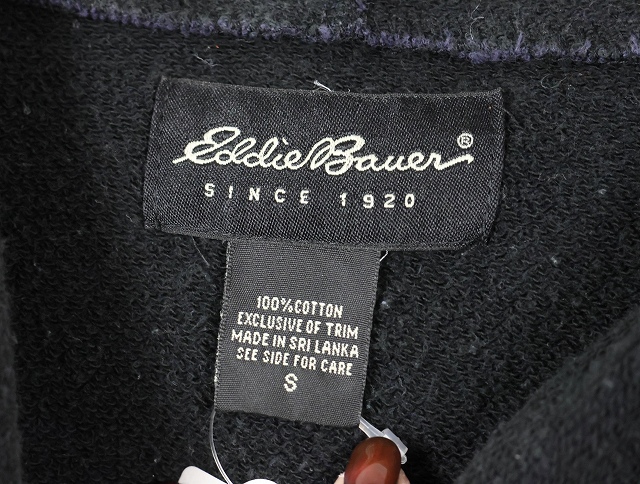 Eddie Bauer®
SINCE 1920
100% COTTON
EXCLUSIVE OF TRIM
MADE IN SRI LANKA
SEE SIDE FOR CARE
S